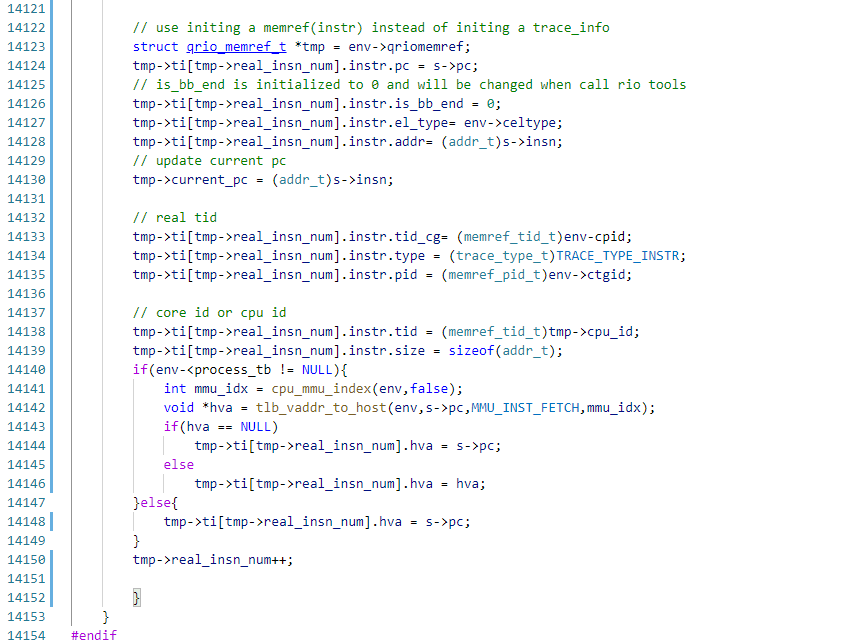 14121
14122 // use initing a memref(instr) instead of initing a trace_info
14123 struct qrio_memref_t *tmp = env->qriomemref;
14124 tmp->ti[tmp->real_insn_num].instr.pc = s->pc;
14125 // is_bb_end is initialized to 0 and will be changed when call rio tools
14126 tmp->ti[tmp->real_insn_num].instr.is_bb_end = 0;
14127 tmp->ti[tmp->real_insn_num].instr.el_type= env->celtype;
14128 tmp->ti[tmp->real_insn_num].instr.addr= (addr_t)s->insn;
14129 // update current pc
14130 tmp->current_pc = (addr_t)s->insn;
14131
14132 // real tid
14133 tmp->ti[tmp->real_insn_num].instr.tid_cg= (memref_tid_t)env-cpid;
14134 tmp->ti[tmp->real_insn_num].instr.type = (trace_type_t)TRACE_TYPE_INSTR;
14135 tmp->ti[tmp->real_insn_num].instr.pid = (memref_pid_t)env->ctgid;
14136
14137 // core id or cpu id
14138 tmp->ti[tmp->real_insn_num].instr.tid = (memref_tid_t)tmp->cpu_id;
14139 tmp->ti[tmp->real_insn_num].instr.size = sizeof(addr_t);
14140 if(env-<process_tb != NULL){
14141 int mmu_idx = cpu_mmu_index(env,false);
14142 void *hva = tlb_vaddr_to_host(env,s->pc,MMU_INST_FETCH,mmu_idx);
14143 if(hva == NULL)
14144 tmp->ti[tmp->real_insn_num].hva = s->pc;
14145 else
14146 tmp->ti[tmp->real_insn_num].hva = hva;
14147 }else{
14148 tmp->ti[tmp->real_insn_num].hva = s->pc;
14149 }
14150 tmp->real_insn_num++;
14151
14152 }
14153 }
14154 #endif